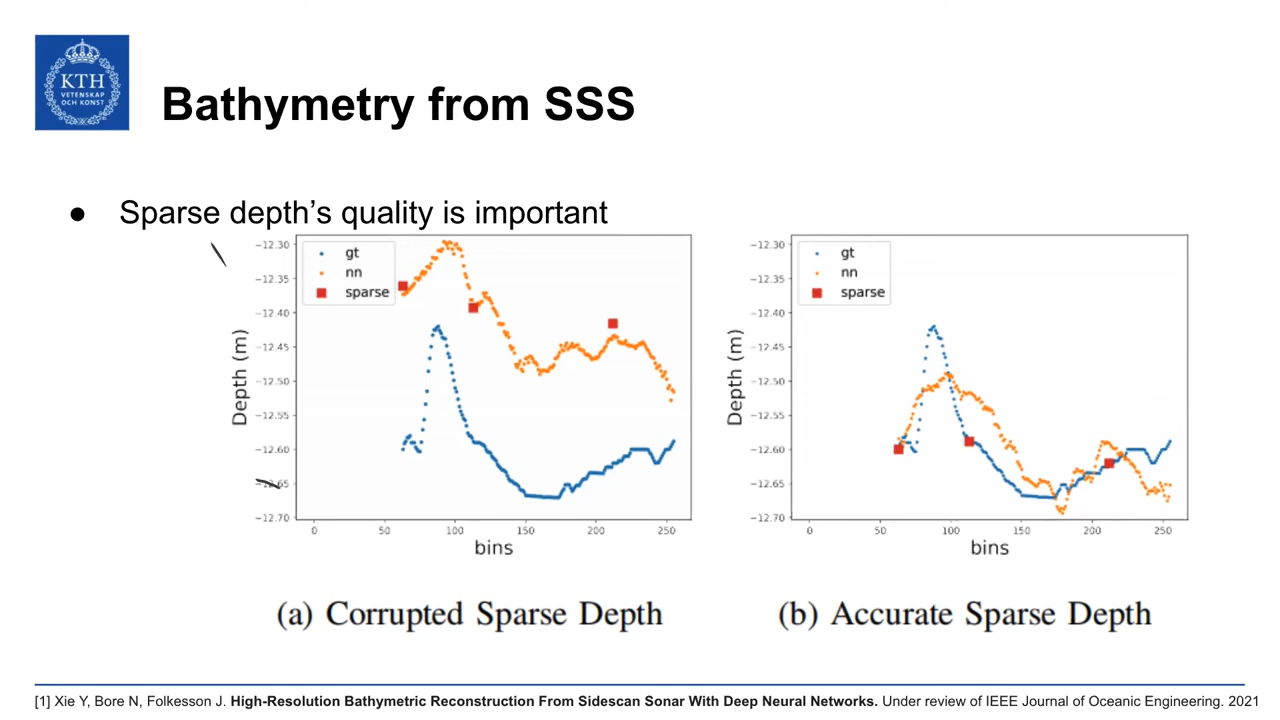 KTH
VETENSKAP
OCH KONST
Bathymetry from SSS
● Sparse depth's quality is important
gt
nn
sparse
−12.30
−12.35
−12.40
−12.45
−12.50
−12.55
−12.60
−12.65
−12.70
Depth (m)
0 50 100 150 200 250
bins
(a) Corrupted Sparse Depth
gt
nn
sparse
−12.30
−12.35
−12.40
−12.45
−12.50
−12.55
−12.60
−12.65
−12.70
Depth (m)
0 50 100 150 200 250
bins
(b) Accurate Sparse Depth
[1] Xie Y, Bore N, Folkesson J. High-Resolution Bathymetric Reconstruction From Sidescan Sonar With Deep Neural Networks. Under review of IEEE Journal of Oceanic Engineering. 2021